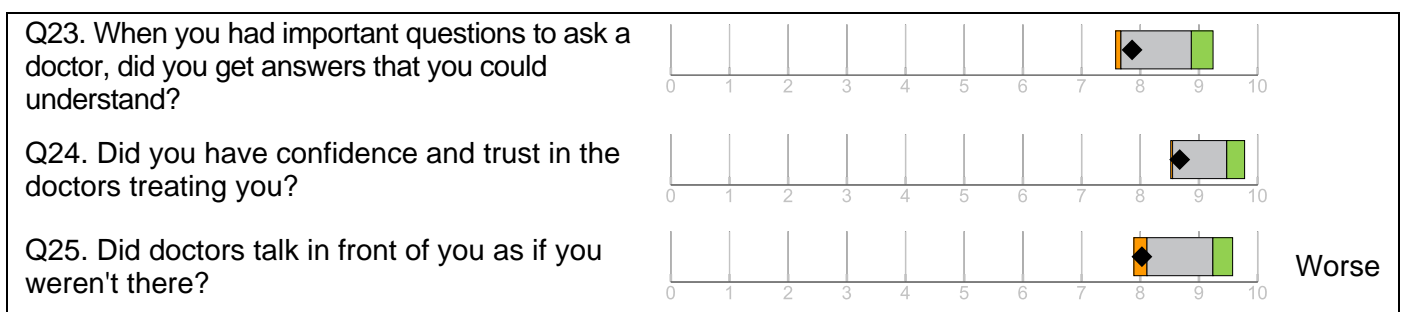 Q23. When you had important questions to ask a
doctor, did you get answers that you could
understand?
0 1 2 3 4 5 6 7 8 9 10
Q24. Did you have confidence and trust in the
doctors treating you?
0 1 2 3 4 5 6 7 8 9 10
Q25. Did doctors talk in front of you as if you
weren't there?
0 1 2 3 4 5 6 7 8 9 10
Worse